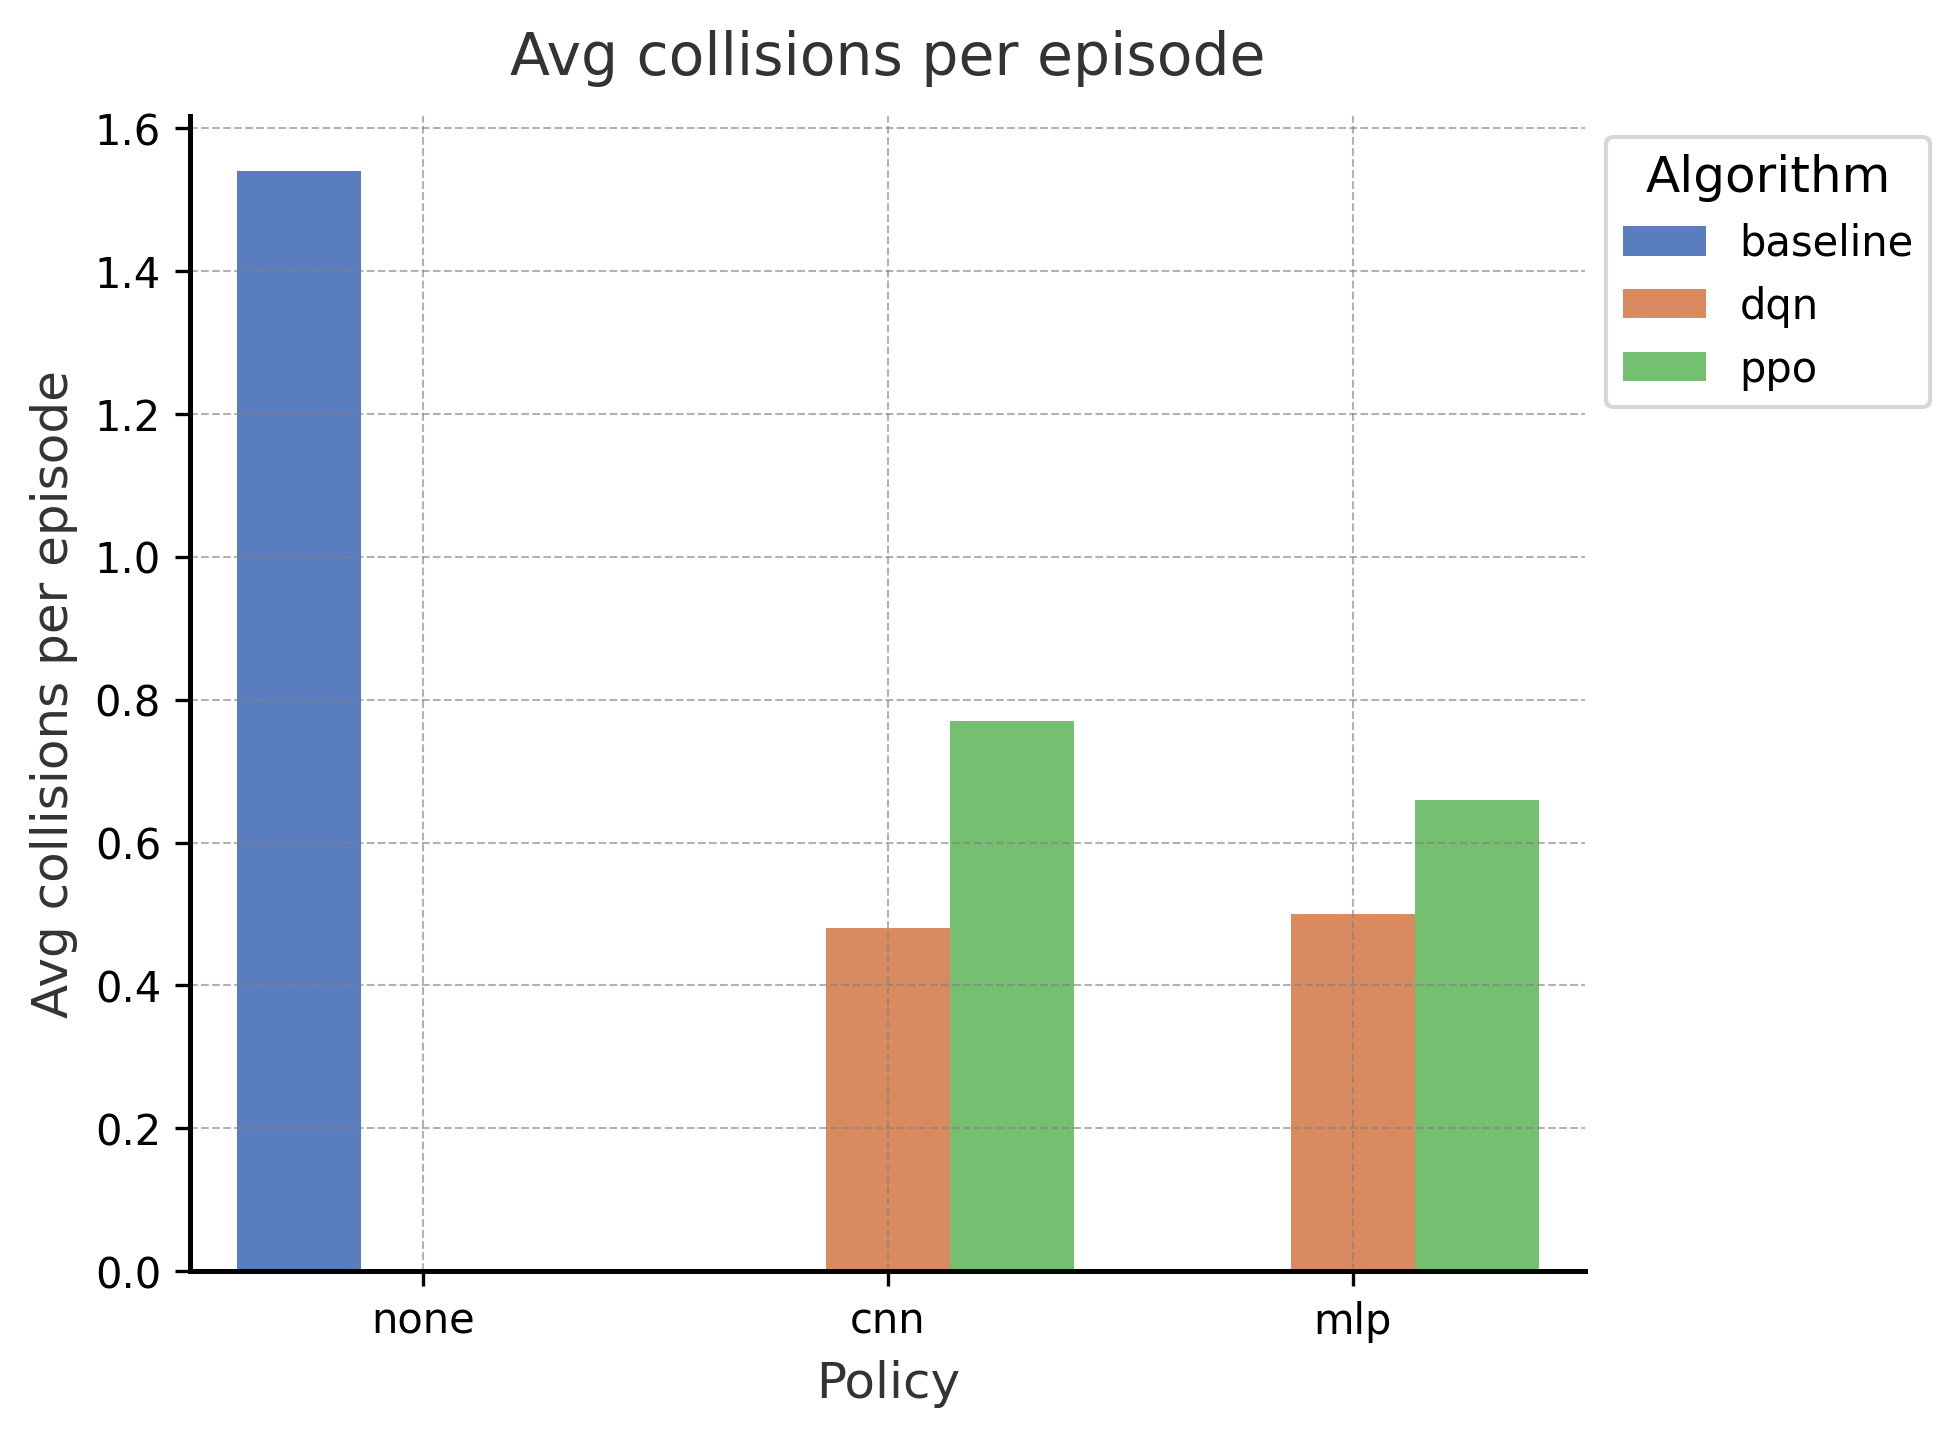 Avg collisions per episode
Avg collisions per episode
1.6
1.4
1.2
1.0
0.8
0.6
0.4
0.2
0.0
none
cnn
mlp
Policy
Algorithm
baseline
dqn
ppo